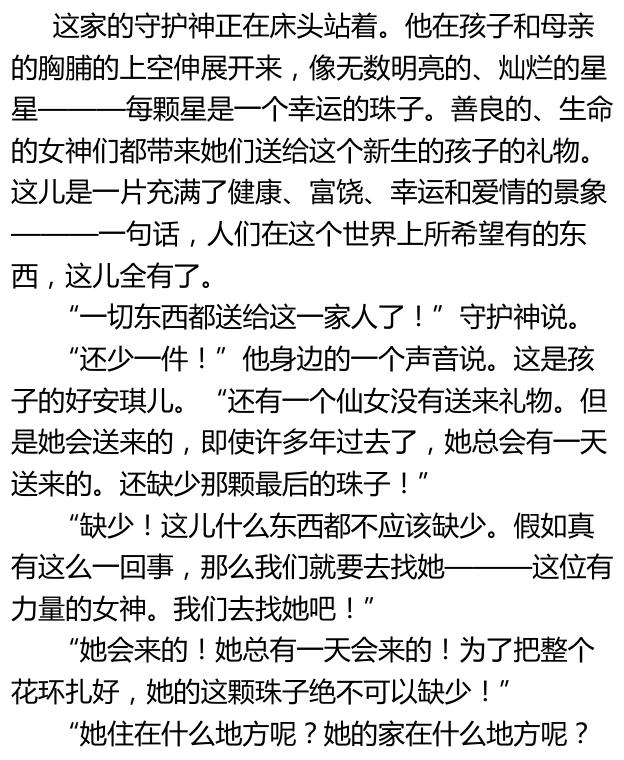 这家的守护神正在床头站着。他在孩子和母亲
的胸脯的上空伸展开来，像无数明亮的、灿烂的星
星————每颗星是一个幸运的珠子。善良的、生命
的女神们都带来她们送给这个新生的孩子的礼物。
这儿是一片充满了健康、富饶、幸运和爱情的景象
————一句话，人们在这个世界上所希望有的东
西，这儿全有了。
“一切东西都送给这一家人了！”守护神说。
“还少一件！”他身边的一个声音说。这是孩
子的好安琪儿。“还有一个仙女没有送来礼物。但
是她会送来的，即使许多年过去了，她总会有一天
送来的。还缺少那颗最后的珠子！”
“缺少！这儿什么东西都不应该缺少。假如真
有这么一回事，那么我们就要去找她————这位有
力量的女神。我们去找她吧！”
“她会来的！她总有一天会来的！为了把整个
花环扎好，她的这颗珠子绝不可以缺少！”
“她住在什么地方呢？她的家在什么地方呢？